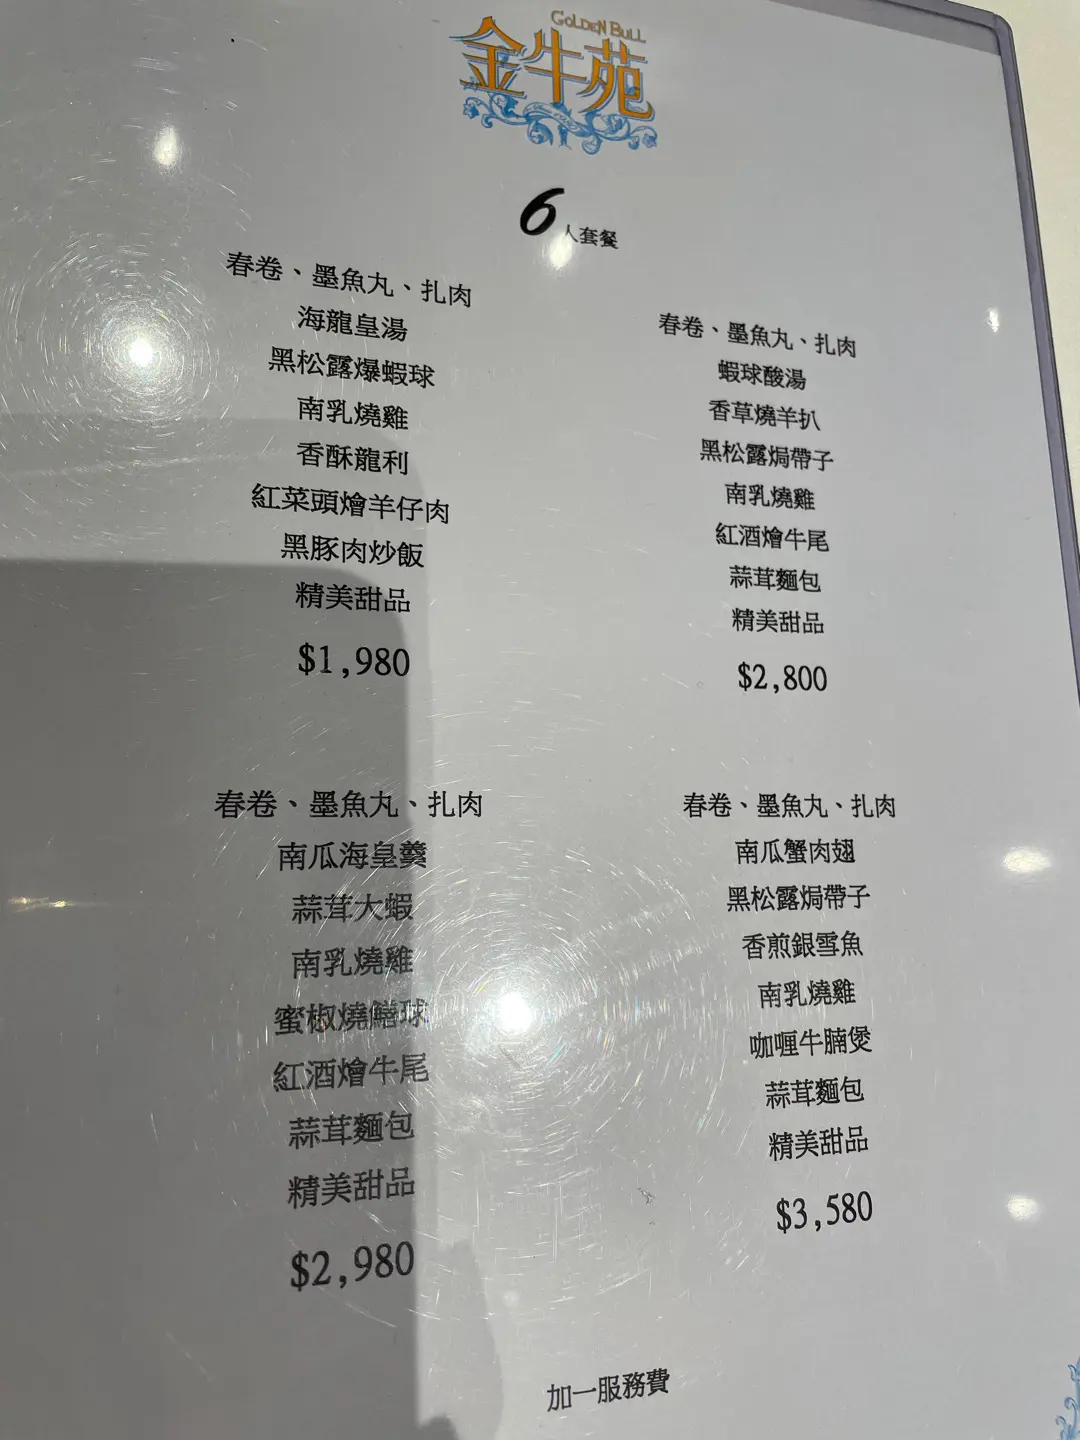 GOLDEN BULL
金牛苑
6人套餐
春卷、墨魚丸、扎肉
海龍皇湯
黑松露爆蝦球
南乳燒雞
香酥龍利
紅菜頭燴羊仔肉
黑豚肉炒飯
精美甜品
$1,980
春卷、墨魚丸、扎肉
蝦球酸湯
香草燒羊扒
黑松露焗帶子
南乳燒雞
紅酒燴牛尾
蒜茸麵包
精美甜品
$2,800
春卷、墨魚丸、扎肉
南瓜海皇羹
蒜茸大蝦
南乳燒雞
蜜椒燒鱔球
紅酒燴牛尾
蒜茸麵包
精美甜品
$2,980
春卷、墨魚丸、扎肉
南瓜蟹肉翅
黑松露焗帶子
香煎銀雪魚
南乳燒雞
咖喱牛腩煲
蒜茸麵包
精美甜品
$3,580
加一服務費